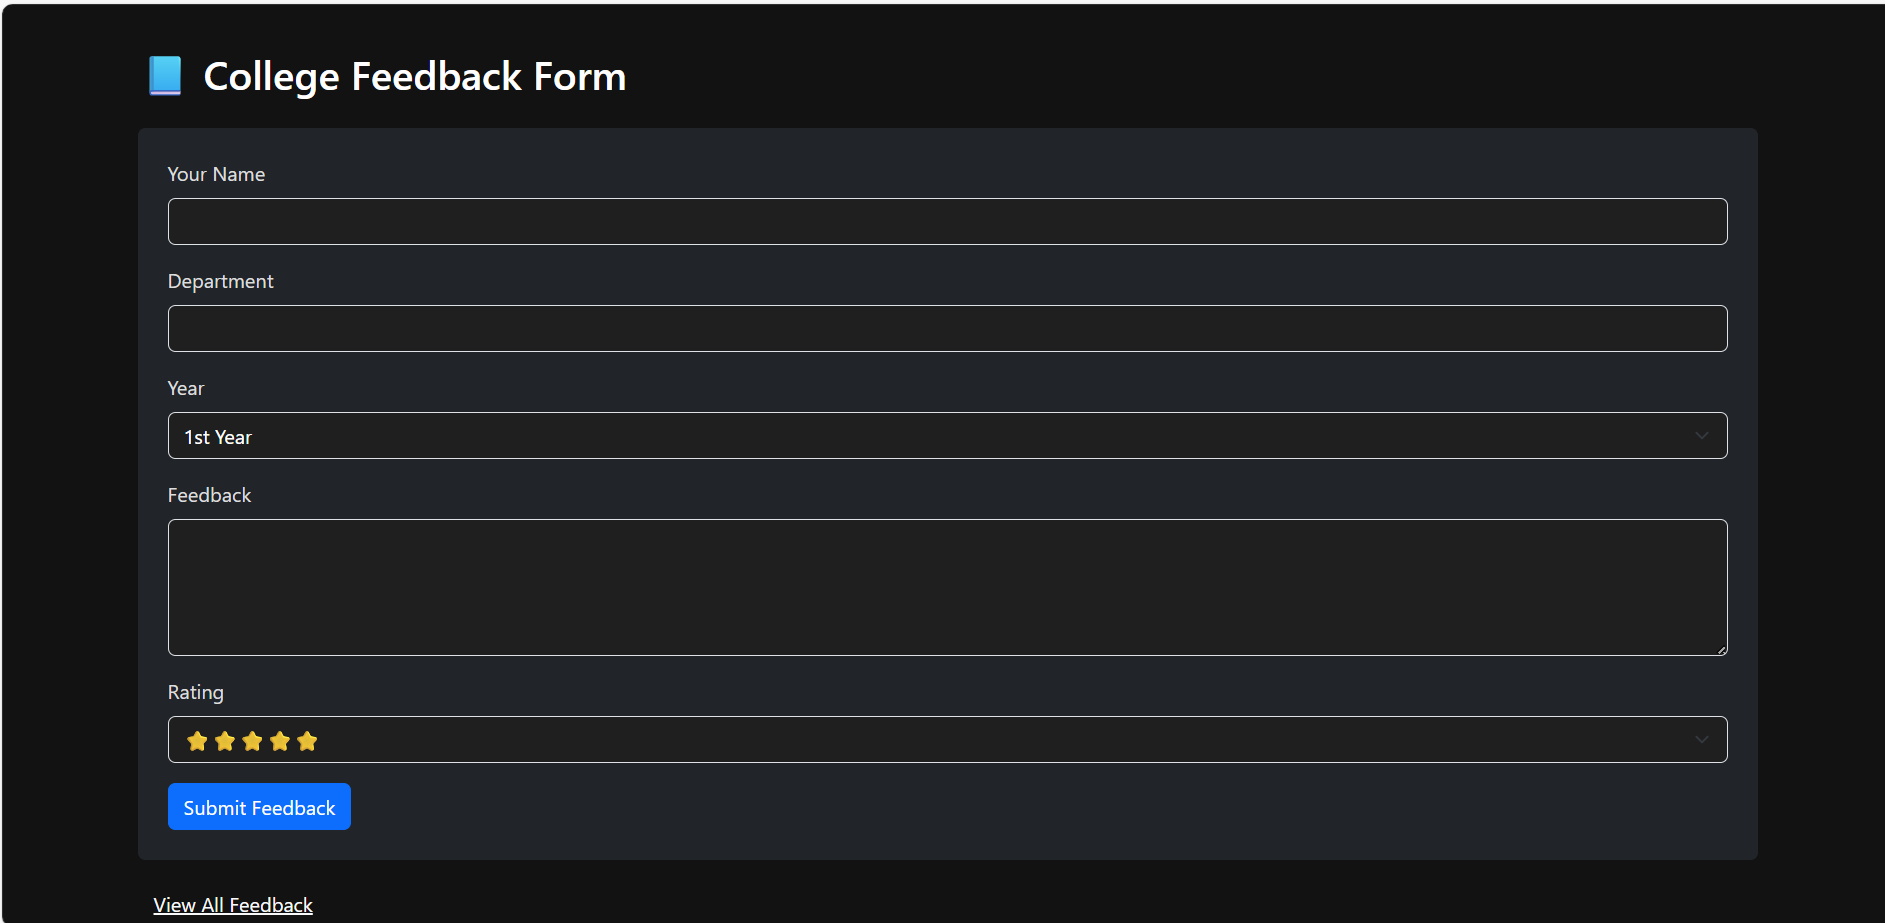 College Feedback Form
Your Name
Department
Year
1st Year
Feedback
Rating
Submit Feedback
View All Feedback